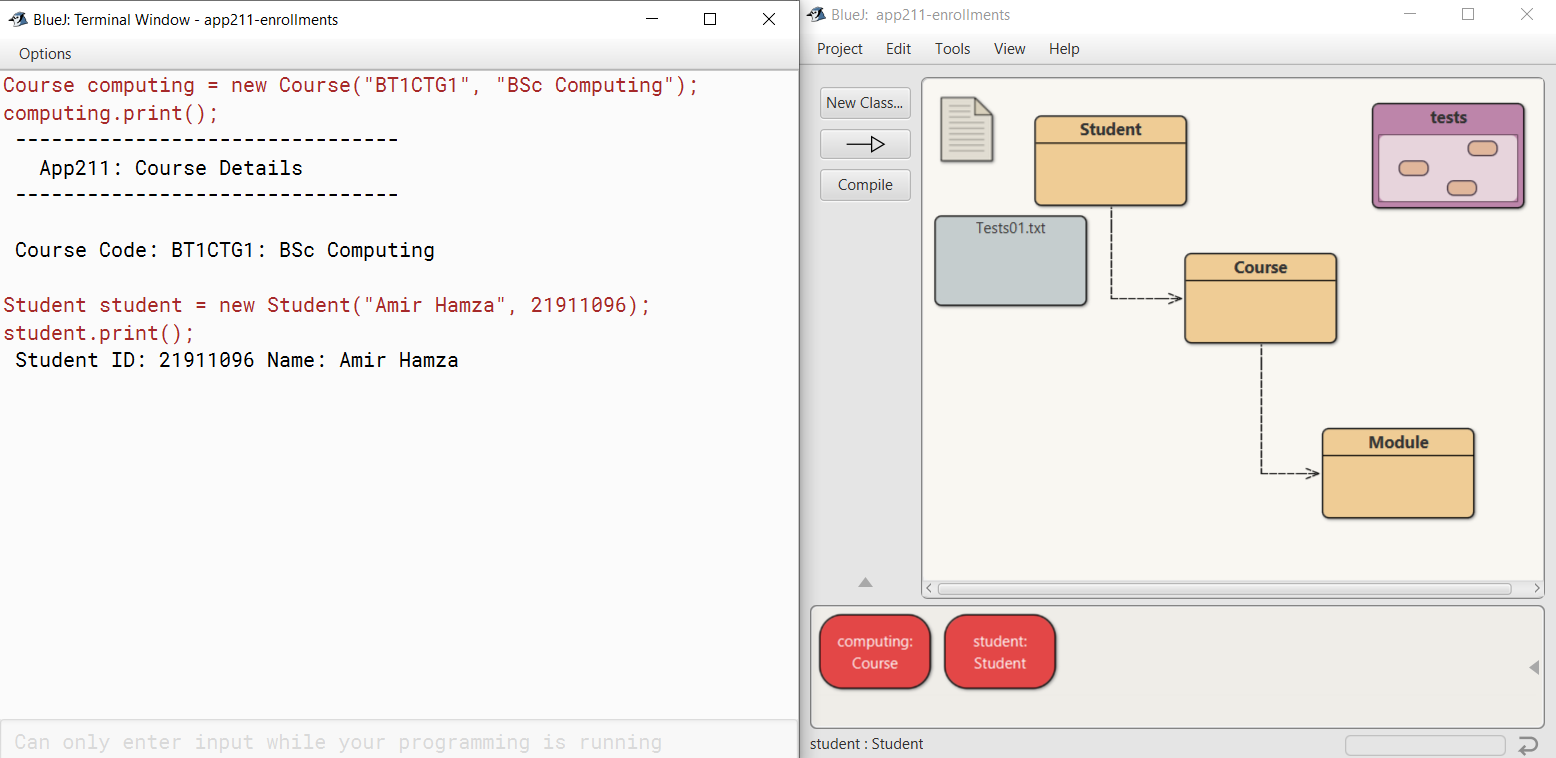 BlueJ: Terminal Window - app211-enrollments
Options
Course computing = new Course("BT1CTG1", "BSc Computing");
computing.print();
--------------------------------
App211: Course Details
--------------------------------
Course Code: BT1CTG1: BSc Computing
Student student = new Student("Amir Hamza", 21911096);
student.print();
Student ID: 21911096 Name: Amir Hamza
Can only enter input while your programming is running
BlueJ: app211-enrollments
Project Edit Tools View Help
New Class...
Compile
Student
tests
Tests01.txt
Course
Module
computing:
Course
student:
Student
student : Student